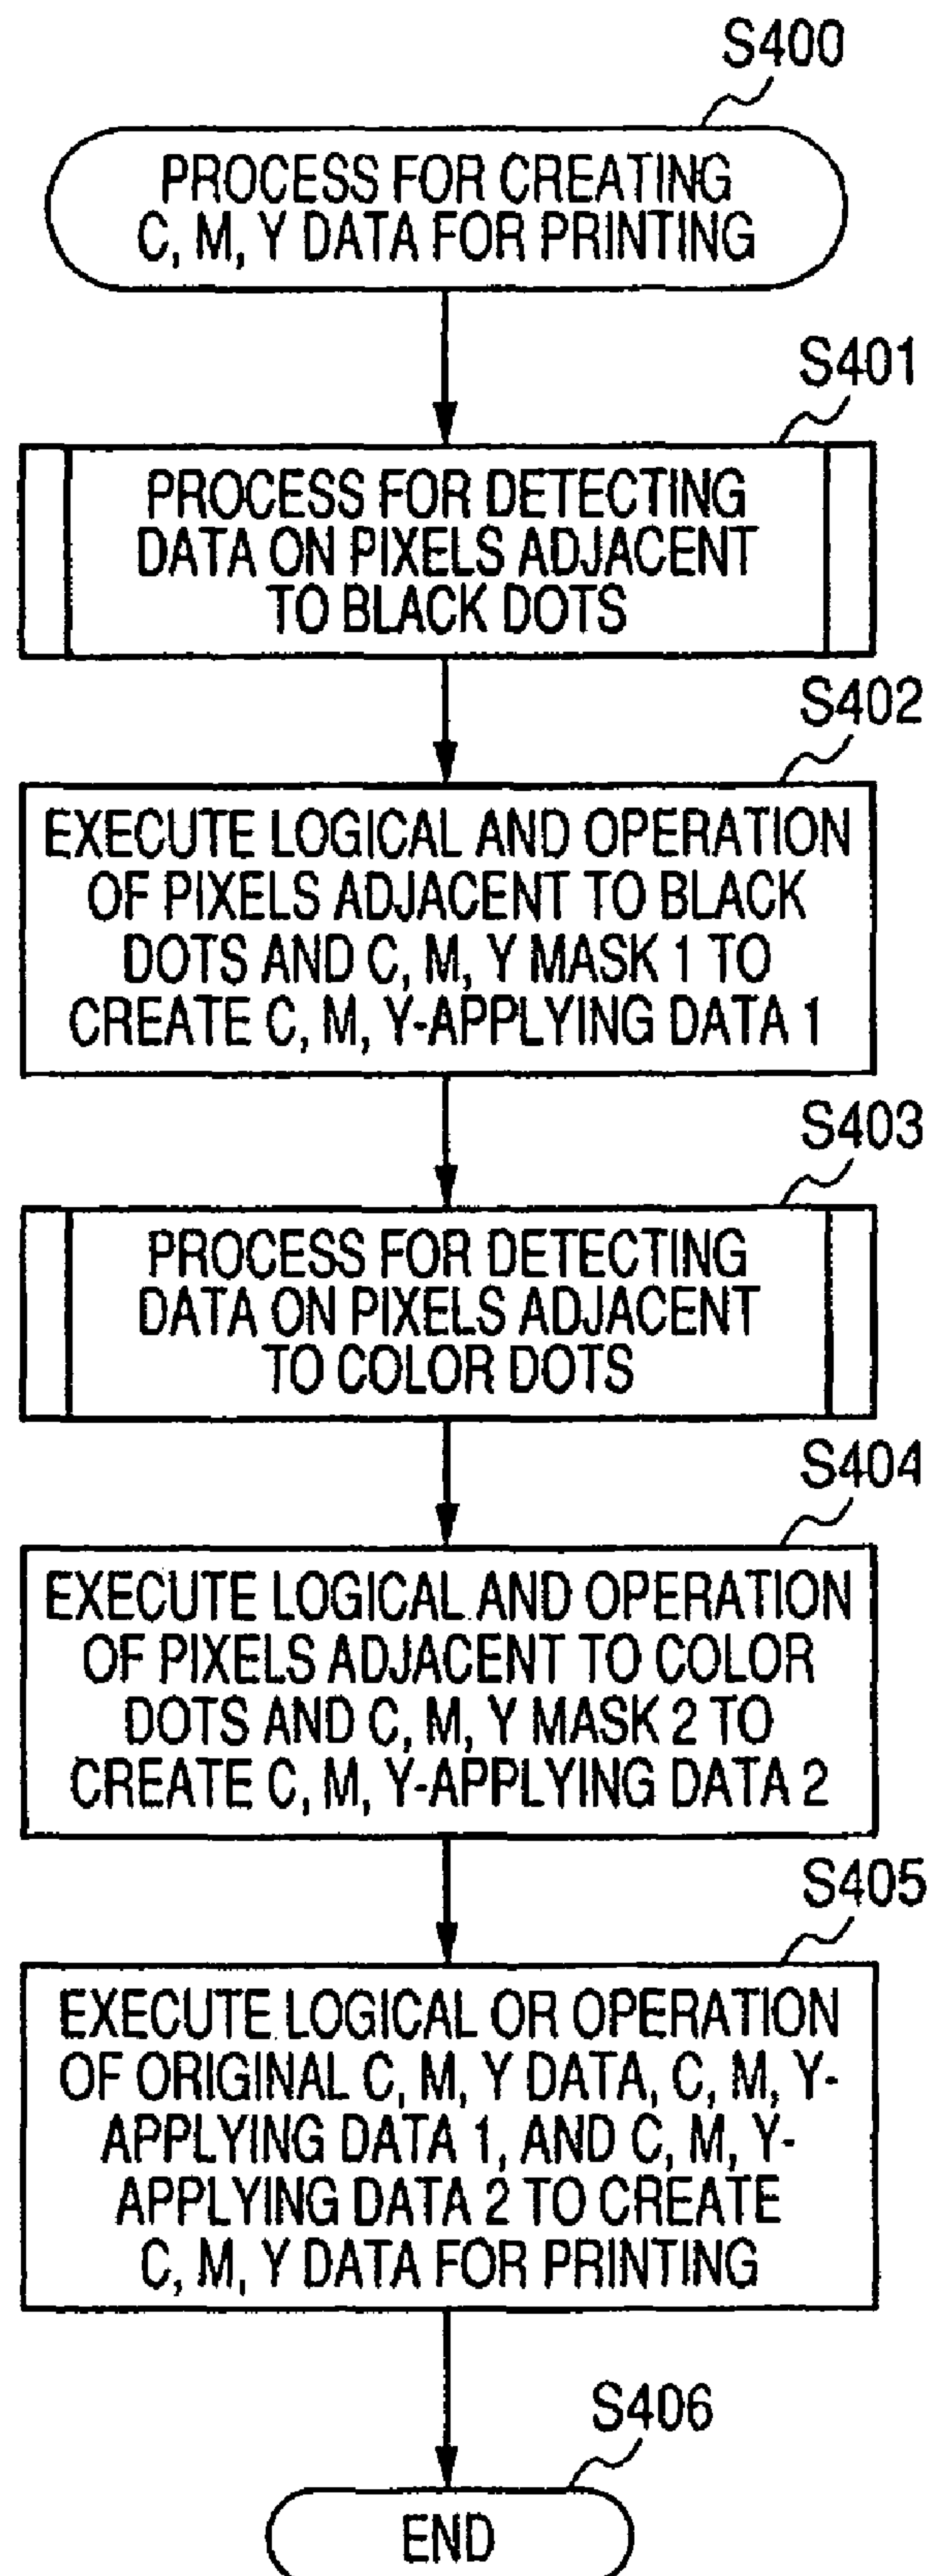 S400
PROCESS FOR CREATING
C, M, Y DATA FOR PRINTING
S401
PROCESS FOR DETECTING
DATA ON PIXELS ADJACENT
TO BLACK DOTS
S402
EXECUTE LOGICAL AND OPERATION
OF PIXELS ADJACENT TO BLACK
DOTS AND C, M, Y MASK 1 TO
CREATE C, M, Y-APPLYING DATA 1
S403
PROCESS FOR DETECTING
DATA ON PIXELS ADJACENT
TO COLOR DOTS
S404
EXECUTE LOGICAL AND OPERATION
OF PIXELS ADJACENT TO COLOR
DOTS AND C, M, Y MASK 2 TO
CREATE C, M, Y-APPLYING DATA 2
S405
EXECUTE LOGICAL OR OPERATION
OF ORIGINAL C, M, Y DATA, C, M, Y-
APPLYING DATA 1, AND C, M, Y-
APPLYING DATA 2 TO CREATE
C, M, Y DATA FOR PRINTING
S406
END